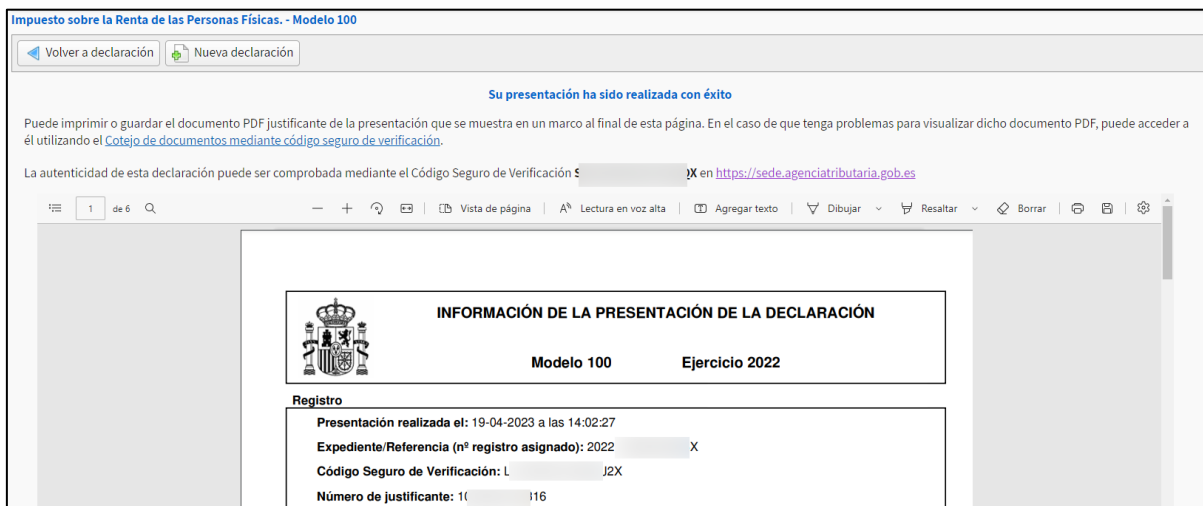 Impuesto sobre la Renta de las Personas Físicas. - Modelo 100
Volver a declaración Nueva declaración
Su presentación ha sido realizada con éxito
Puede imprimir o guardar el documento PDF justificante de la presentación que se muestra en un marco al final de esta página. En el caso de que tenga problemas para visualizar dicho documento PDF, puede acceder a
él utilizando el Cotejo de documentos mediante código seguro de verificación.
La autenticidad de esta declaración puede ser comprobada mediante el Código Seguro de Verificación S QX en https://sede.agenciatributaria.gob.es
1 de 6 Vista de página Lectura en voz alta Agregar texto Dibujar Resaltar Borrar
INFORMACIÓN DE LA PRESENTACIÓN DE LA DECLARACIÓN
Modelo 100 Ejercicio 2022
Registro
Presentación realizada el: 19-04-2023 a las 14:02:27
Expediente/Referencia (nº registro asignado): 2022 X
Código Seguro de Verificación: L J2X
Número de justificante: 10 316